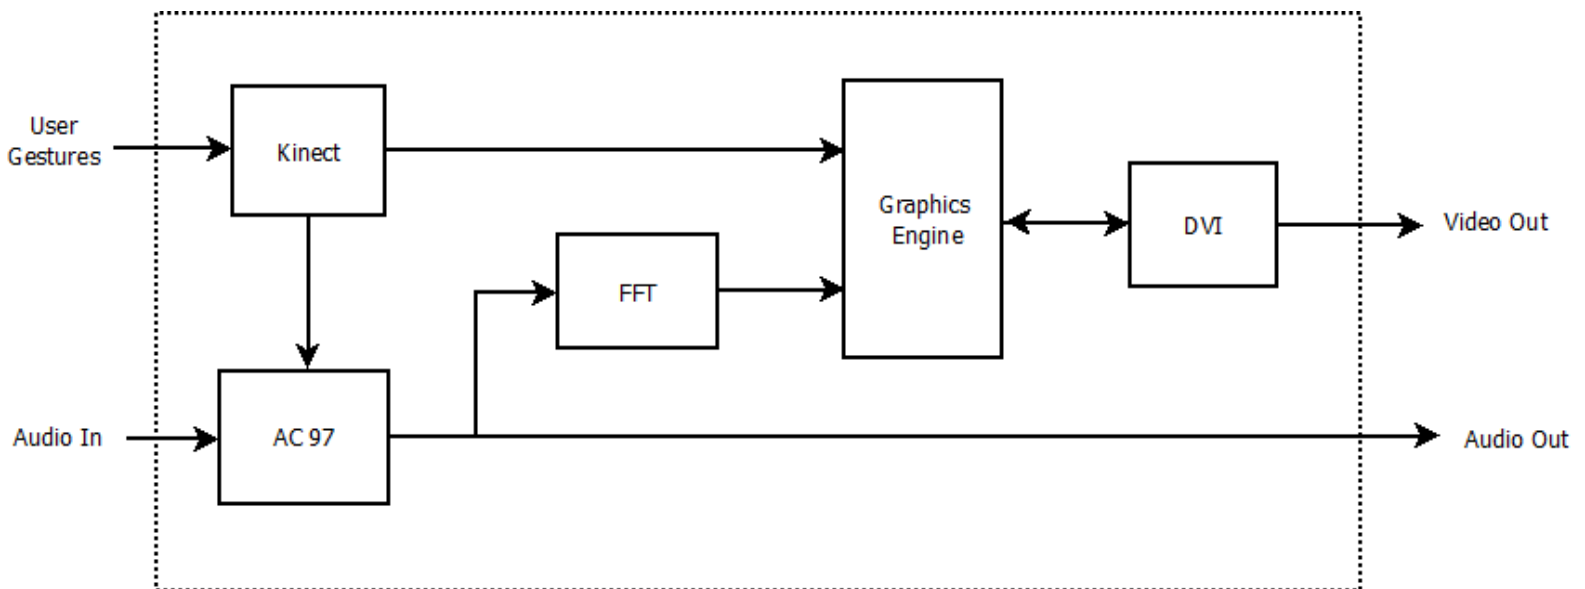 User
Gestures
Kinect
Graphics
Engine
DVI
Video Out
FFT
Audio In
AC 97
Audio Out